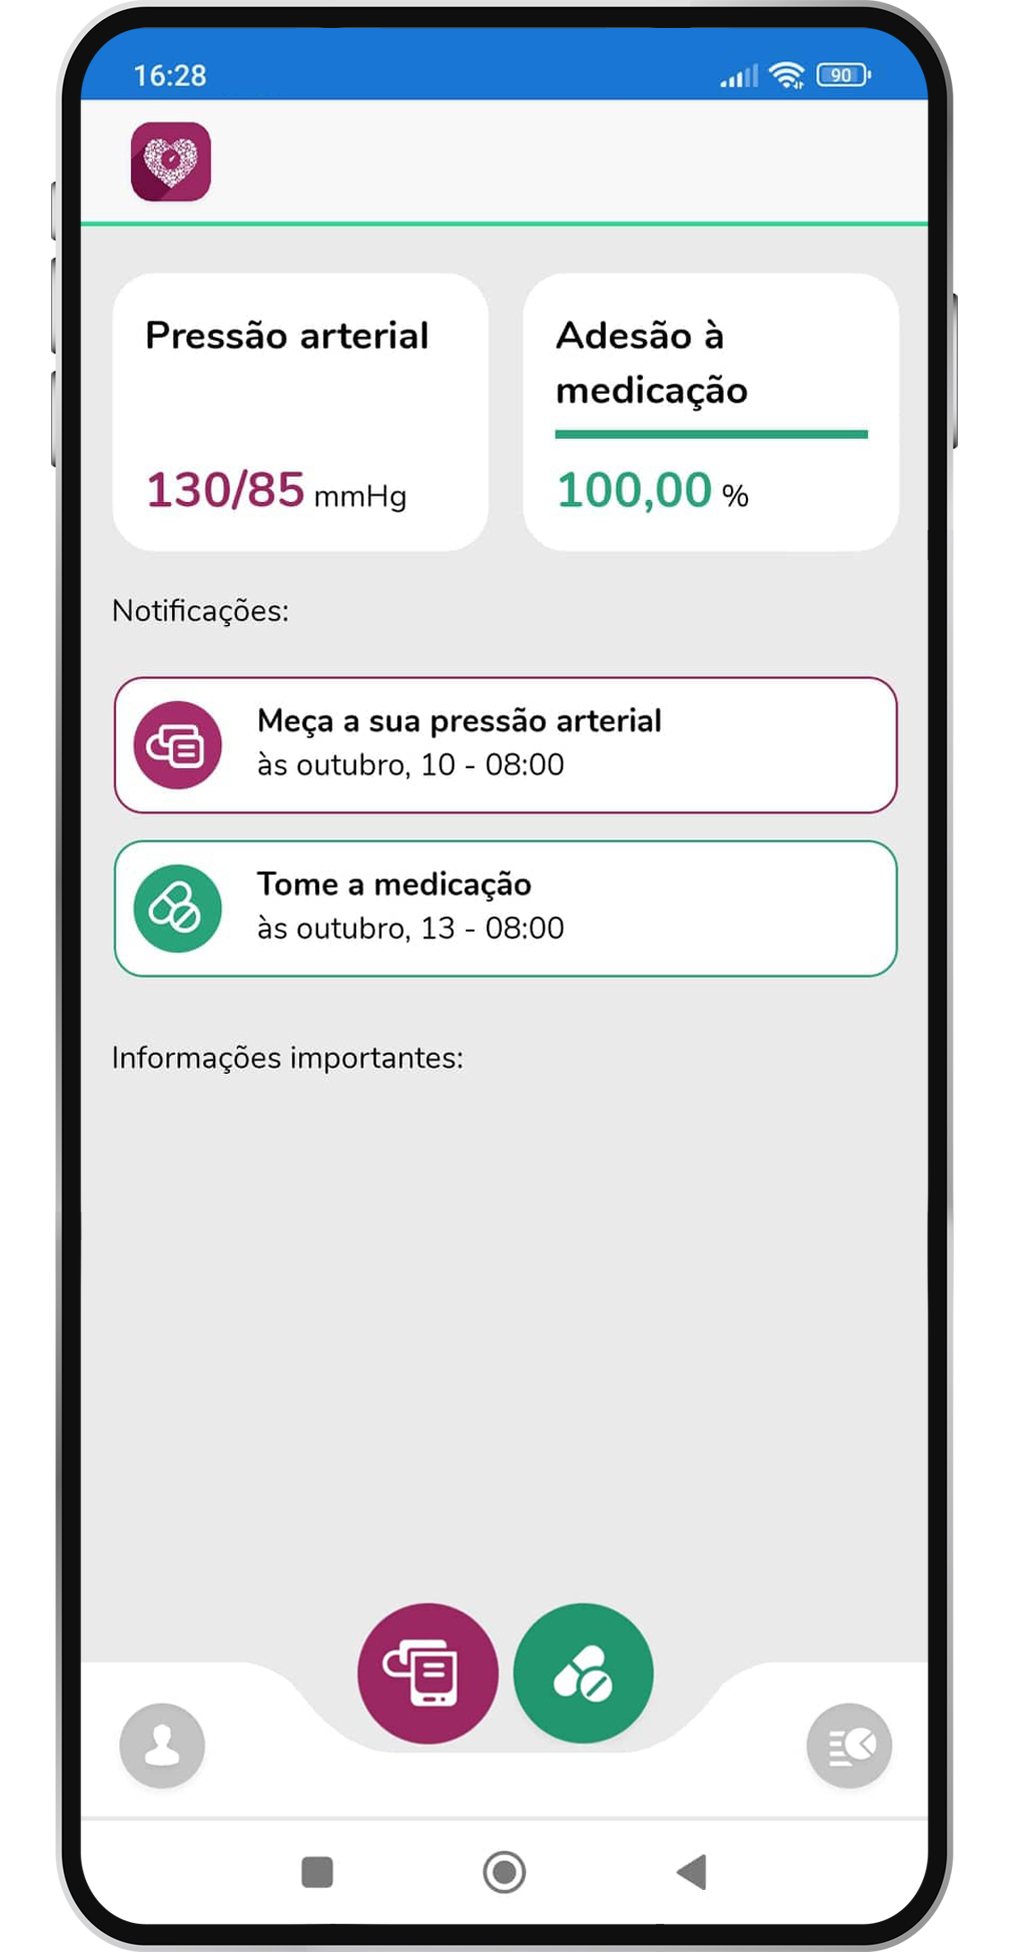 16:28
90
Pressão arterial
130/85 mmHg
Adesão à
medicação
100,00 %
Notificações:
Meça a sua pressão arterial
às outubro, 10 - 08:00
Tome a medicação
às outubro, 13 - 08:00
Informações importantes: